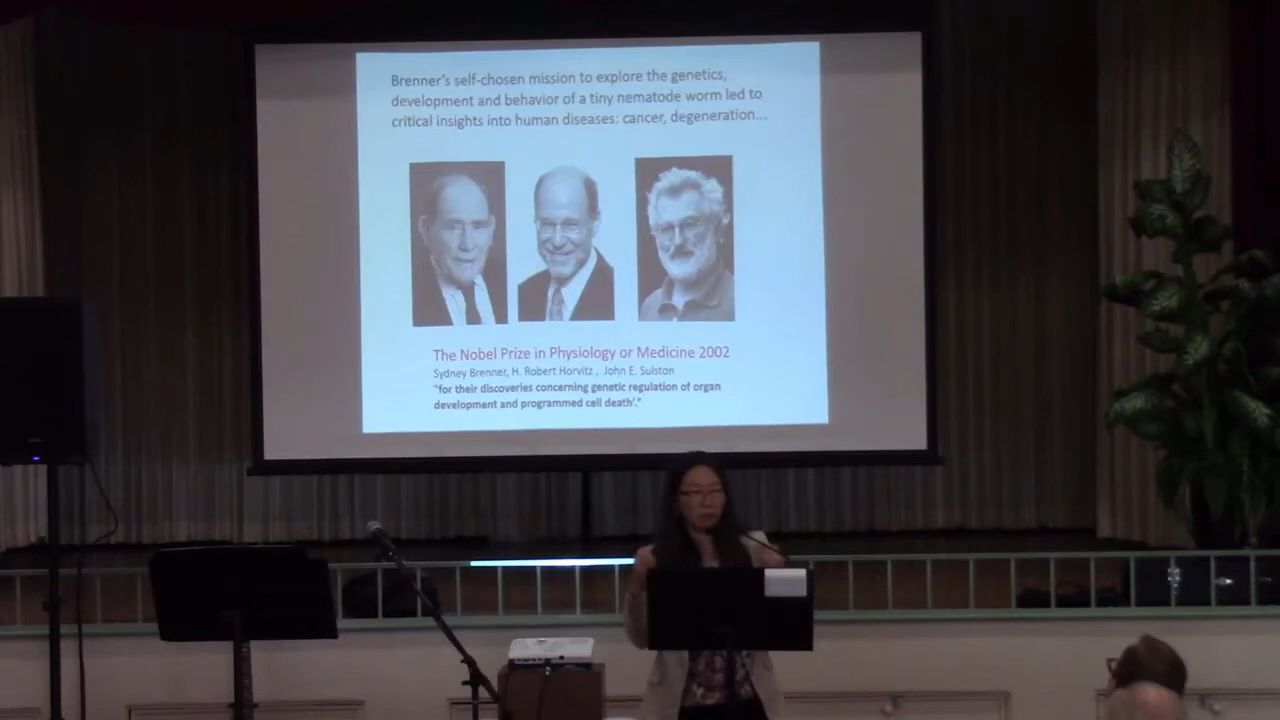 Brenner's self-chosen mission to explore the genetics,
development and behavior of a tiny nematode worm led to
critical insights into human diseases: cancer, degeneration...
The Nobel Prize in Physiology or Medicine 2002
Sydney Brenner, H. Robert Horvitz , John E. Sulston
"for their discoveries concerning genetic regulation of organ
development and programmed cell death'."